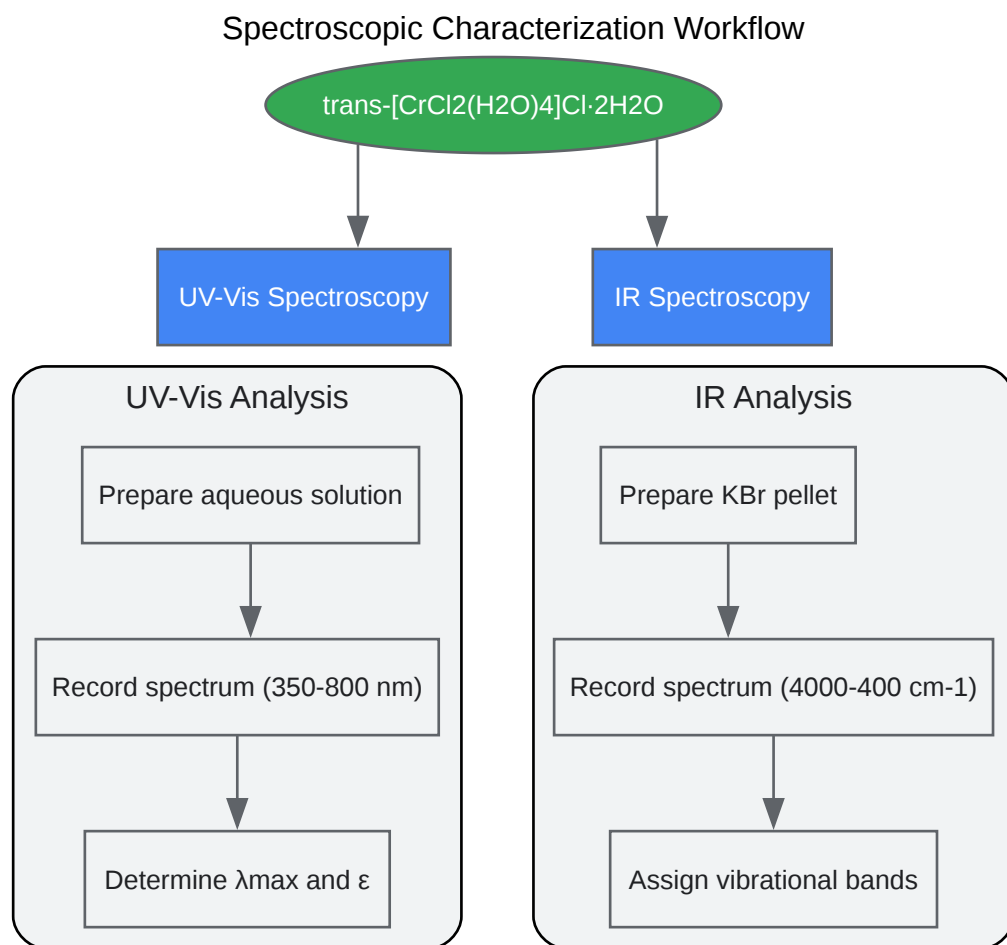 Spectroscopic Characterization Workflow
trans-[CrCl2(H2O)4]Cl·2H2O
UV-Vis Spectroscopy
IR Spectroscopy
UV-Vis Analysis
Prepare aqueous solution
Record spectrum (350-800 nm)
Determine λmax and ε
IR Analysis
Prepare KBr pellet
Record spectrum (4000-400 cm-1)
Assign vibrational bands